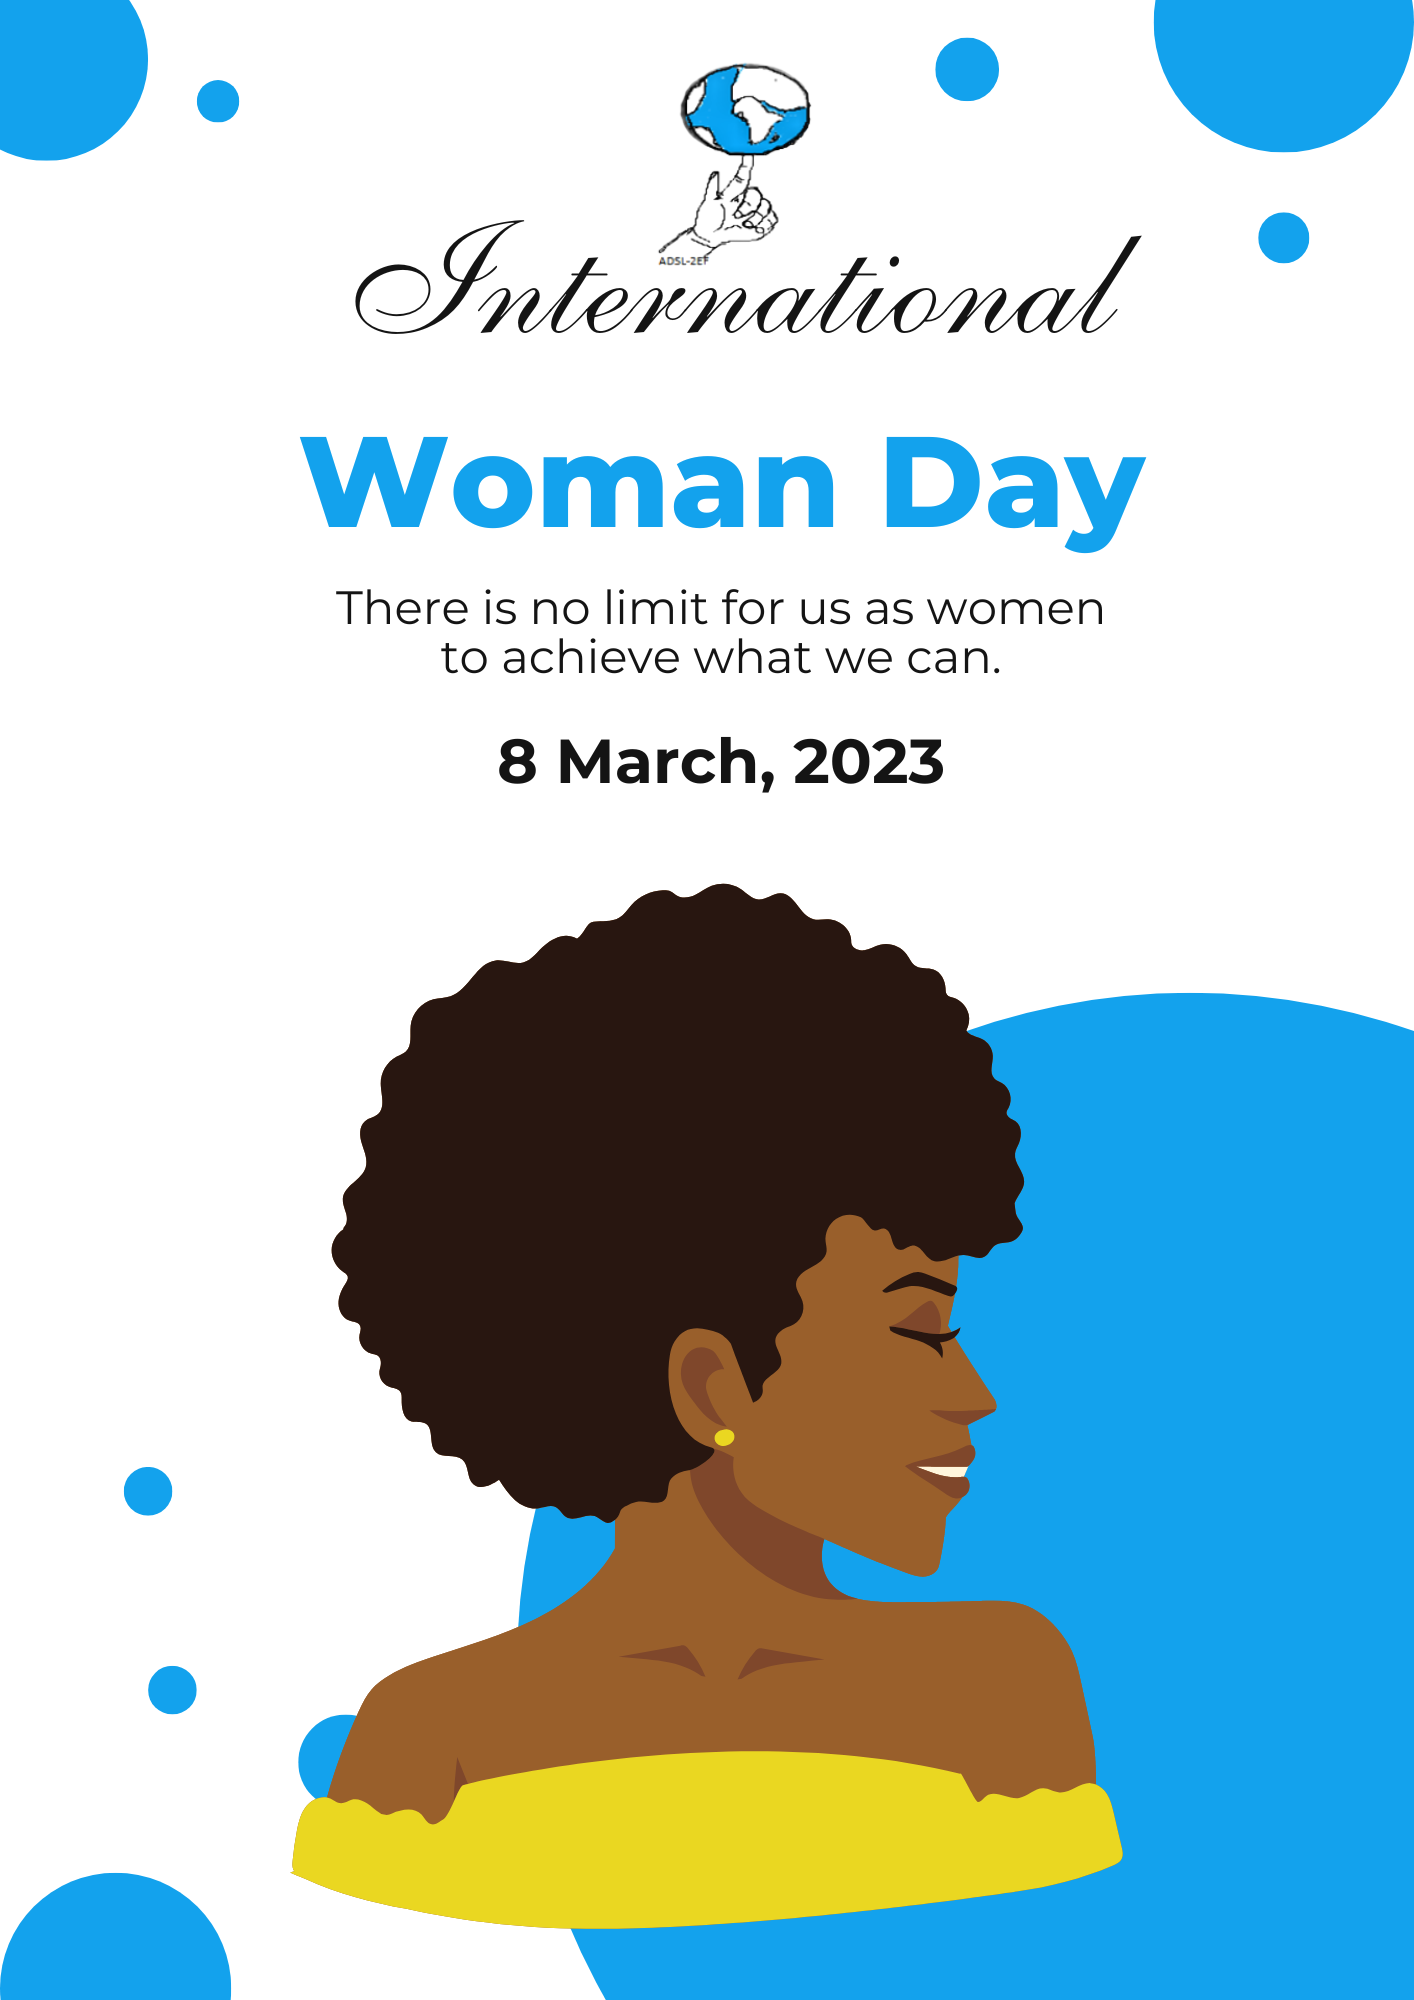 ADSL-2EF
International
Woman Day
There is no limit for us as women
to achieve what we can.
8 March, 2023